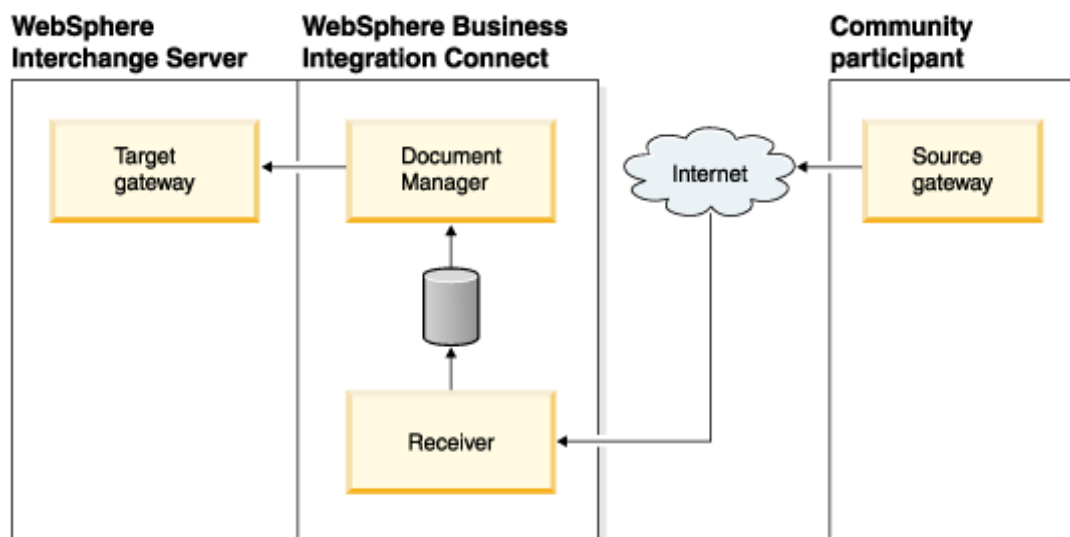 WebSphere
Interchange Server
WebSphere Business
Integration Connect
Community
participant
Target
gateway
Document
Manager
Internet
Source
gateway
Receiver